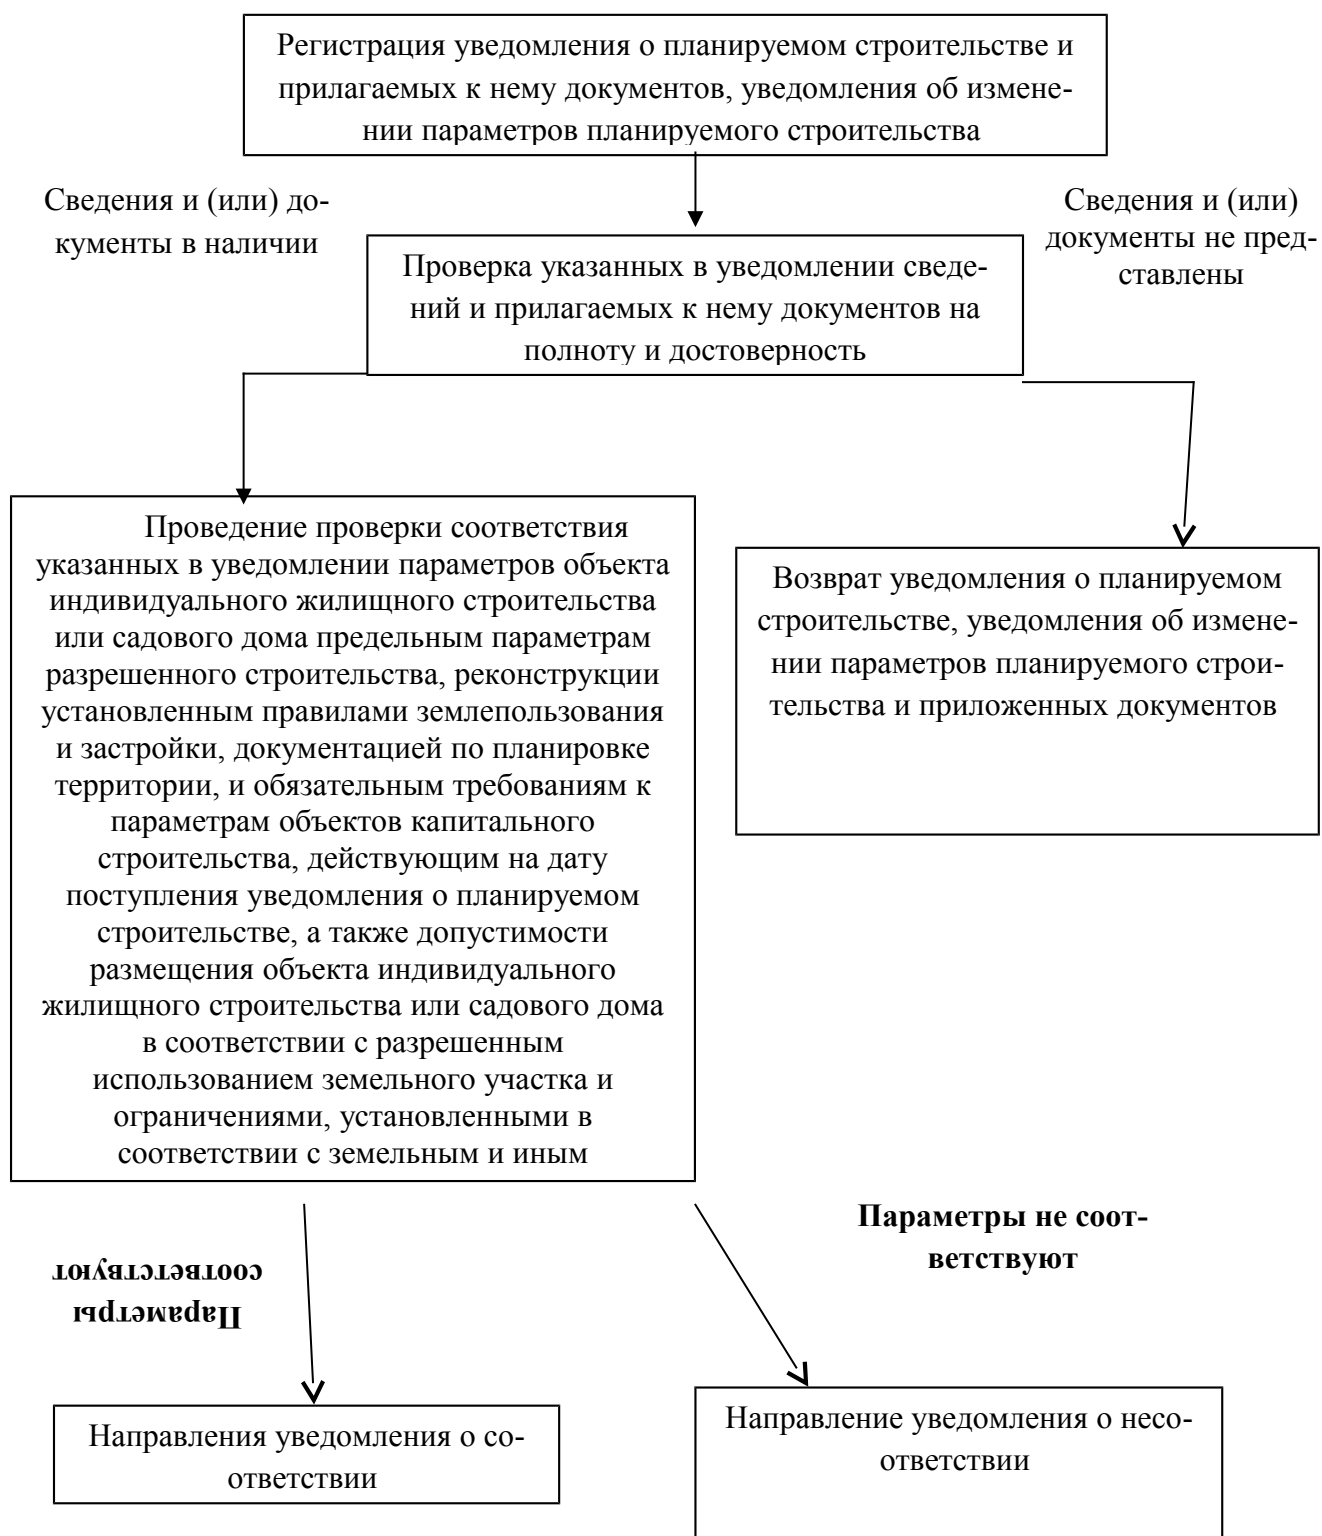 Регистрация уведомления о планируемом строительстве и
прилагаемых к нему документов, уведомления об измене-
нии параметров планируемого строительства
Сведения и (или) до-
кументы в наличии
Сведения и (или)
документы не пред-
ставлены
Проверка указанных в уведомлении сведе-
ний и прилагаемых к нему документов на
полноту и достоверность
Проведение проверки соответствия
указанных в уведомлении параметров объекта
индивидуального жилищного строительства
или садового дома предельным параметрам
разрешенного строительства, реконструкции
установленным правилами землепользования
и застройки, документацией по планировке
территории, и обязательным требованиям к
параметрам объектов капитального
строительства, действующим на дату
поступления уведомления о планируемом
строительстве, а также допустимости
размещения объекта индивидуального
жилищного строительства или садового дома
в соответствии с разрешенным
использованием земельного участка и
ограничениями, установленными в
соответствии с земельным и иным
Возврат уведомления о планируемом
строительстве, уведомления об измене-
нии параметров планируемого строи-
тельства и приложенных документов
Параметры
соответствуют
Параметры не соот-
ветствуют
Направления уведомления о со-
ответствии
Направление уведомления о несо-
ответствии